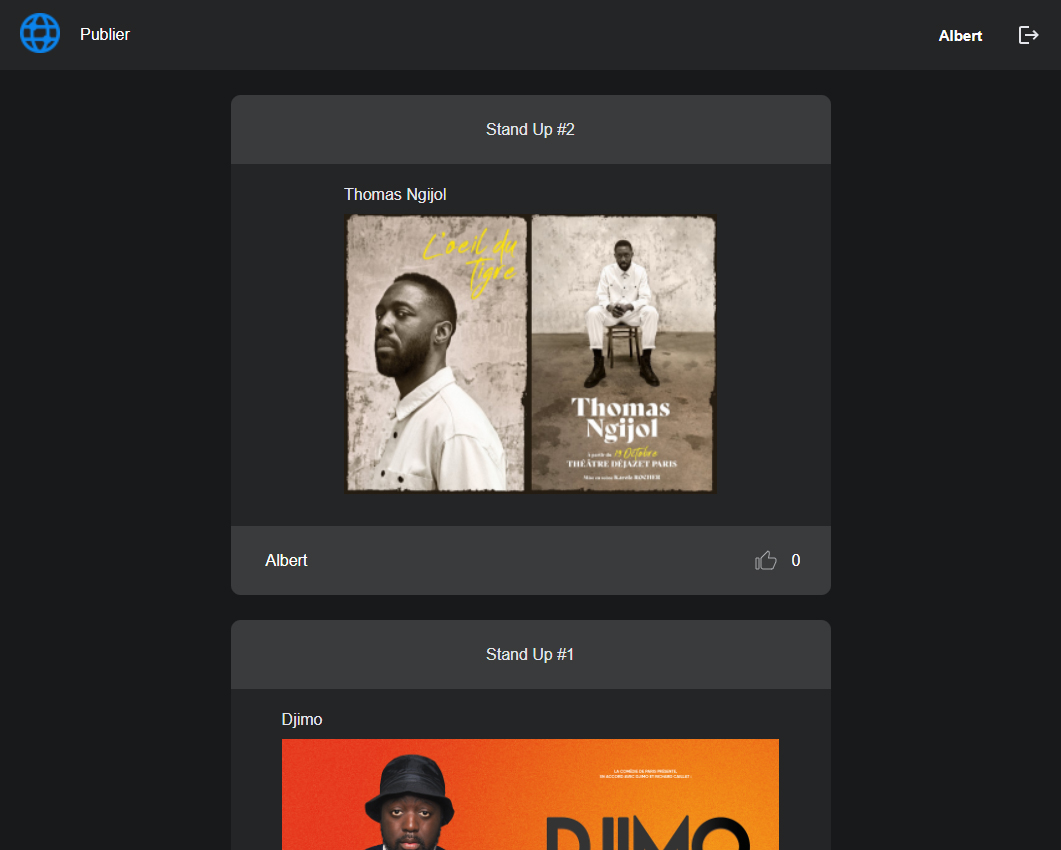 Publier
Albert
Stand Up #2
Thomas Ngijol
L'oeil du
Tigre
Thomas
Ngijol
À partir du 19 Octobre
THÉÂTRE DÉJAZET PARIS
Mise en scène Karole ROCHER
Albert
0
Stand Up #1
Djimo
LA COMÉDIE DE PARIS PRÉSENTE,
EN ACCORD AVEC DJIMO ET RICHARD CAILLAT :
DJIMO